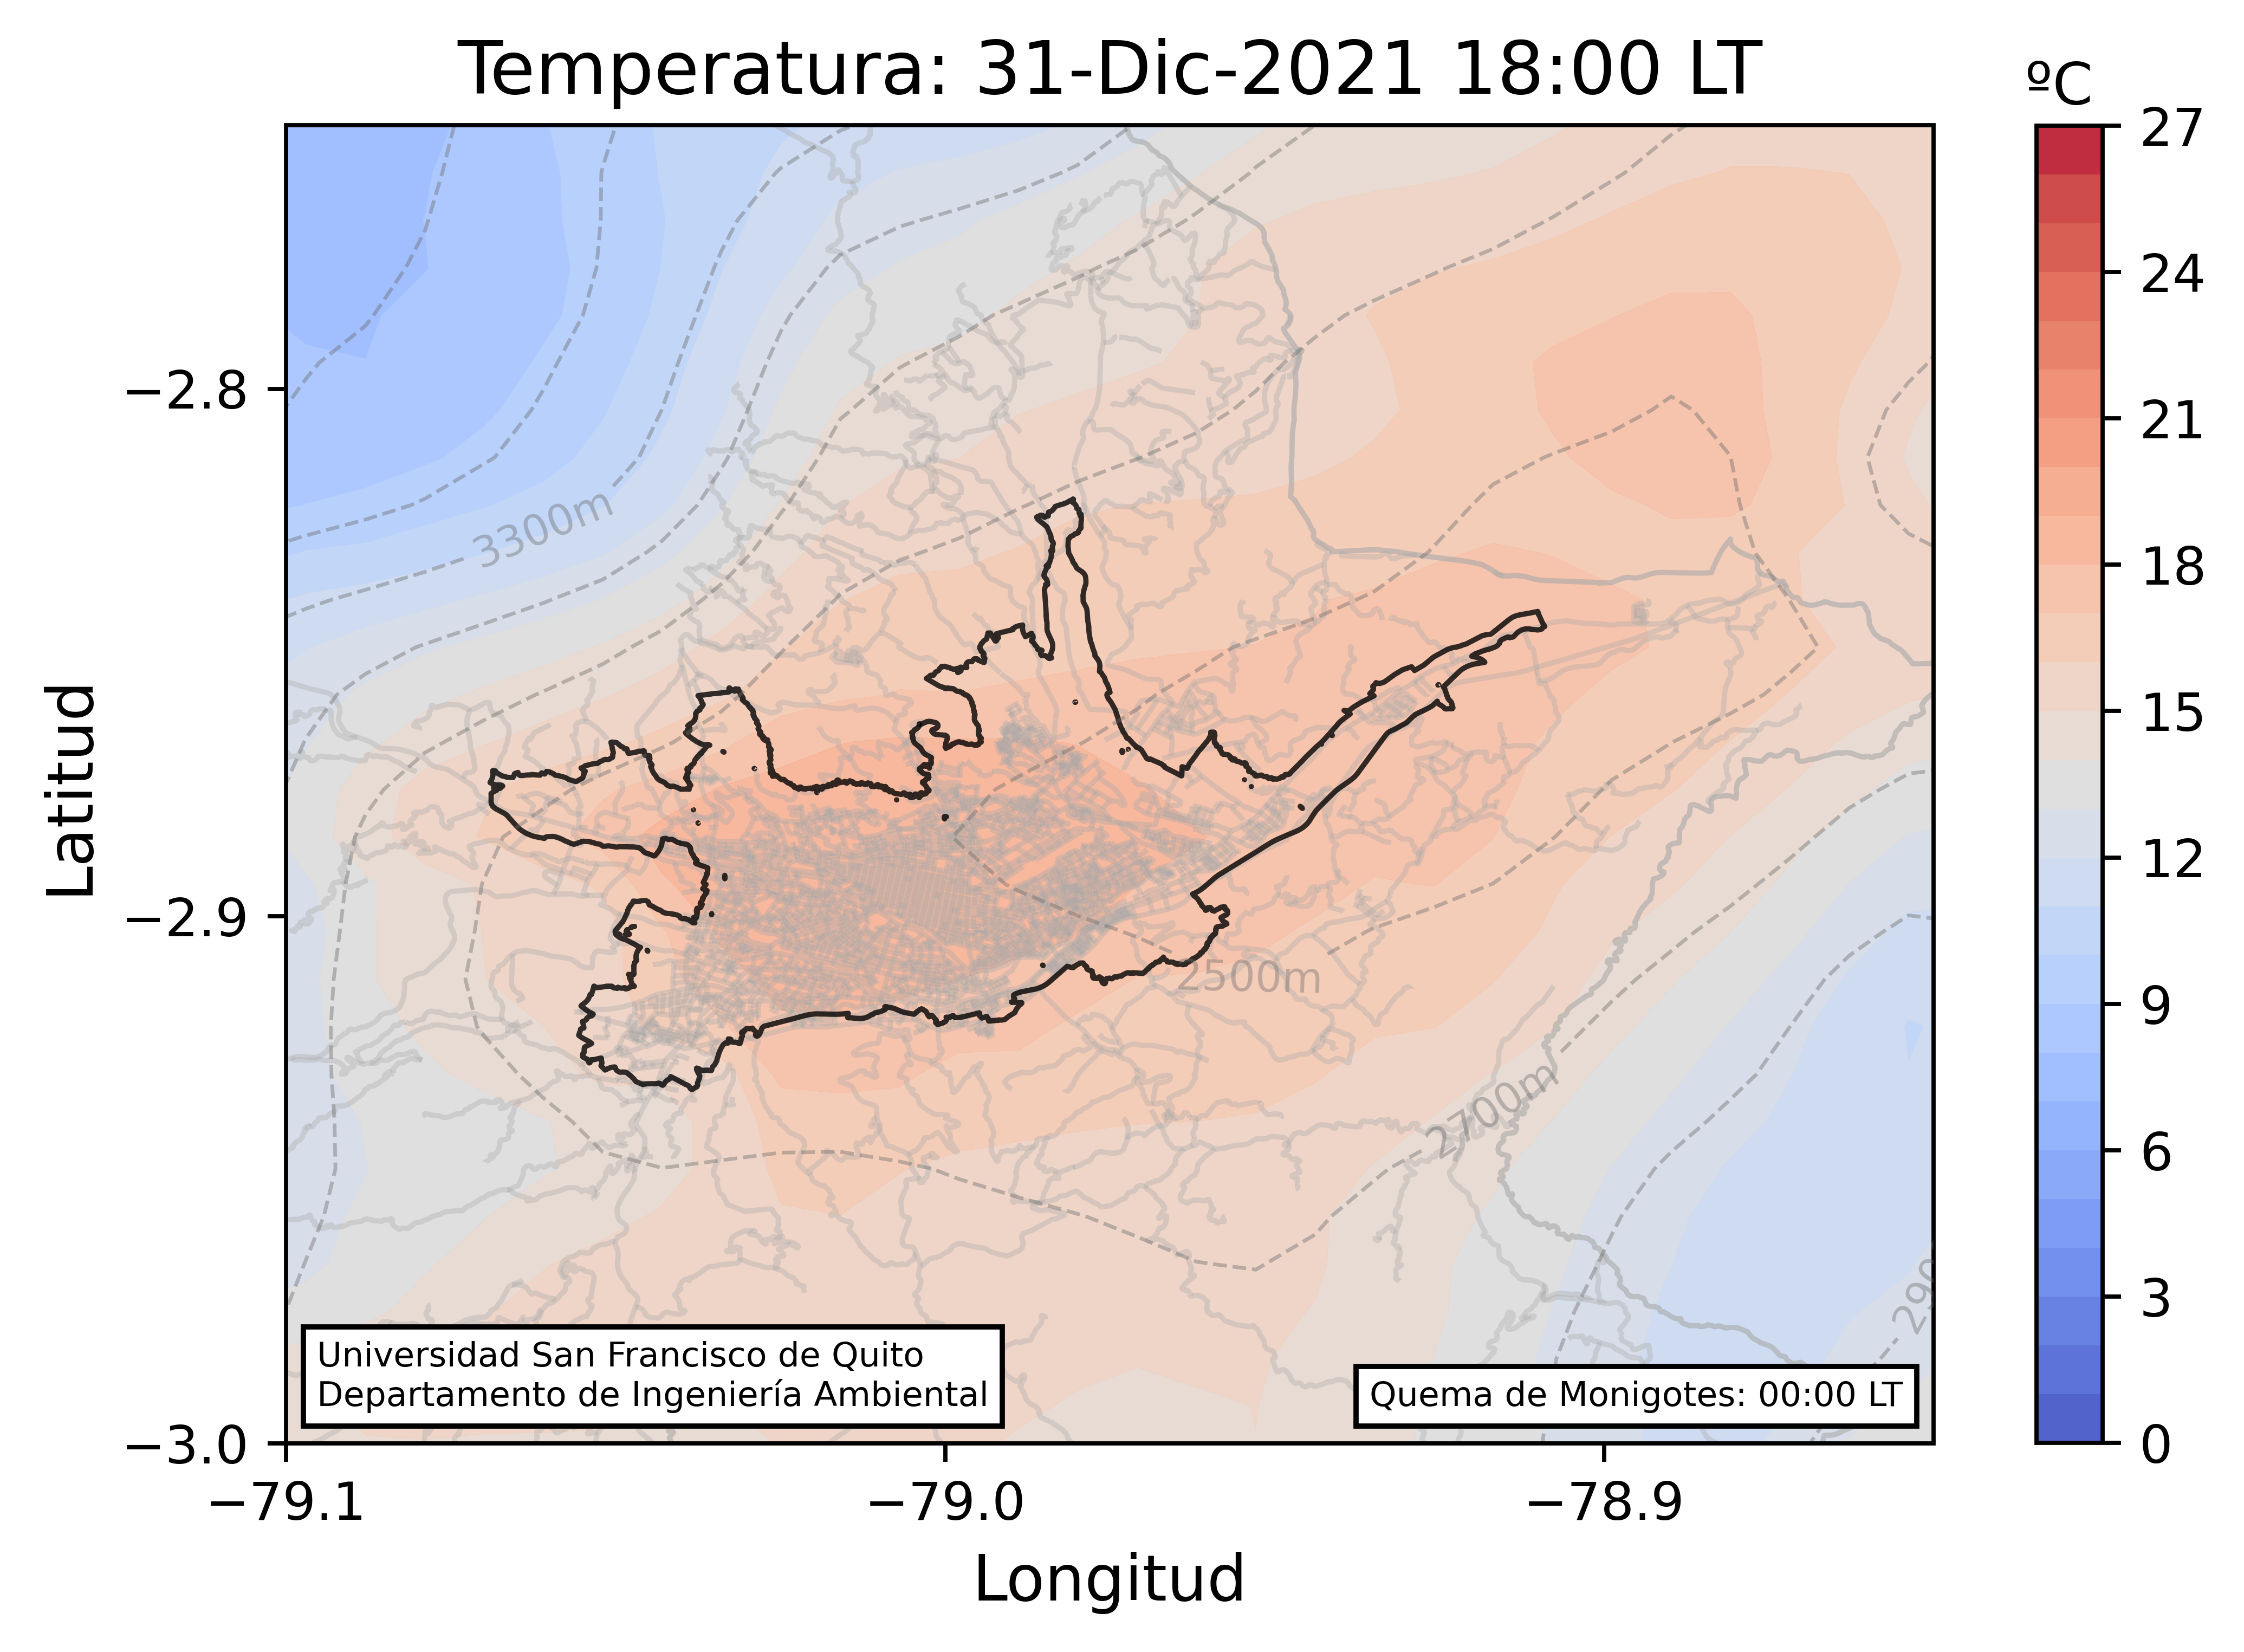 Temperatura: 31-Dic-2021 18:00 LT
ºC
27
24
21
18
15
12
9
6
3
0
Latitud
−2.8
−2.9
−3.0
3300m
2500m
2700m
Universidad San Francisco de Quito
Departamento de Ingeniería Ambiental
Quema de Monigotes: 00:00 LT
−79.1
−79.0
−78.9
Longitud